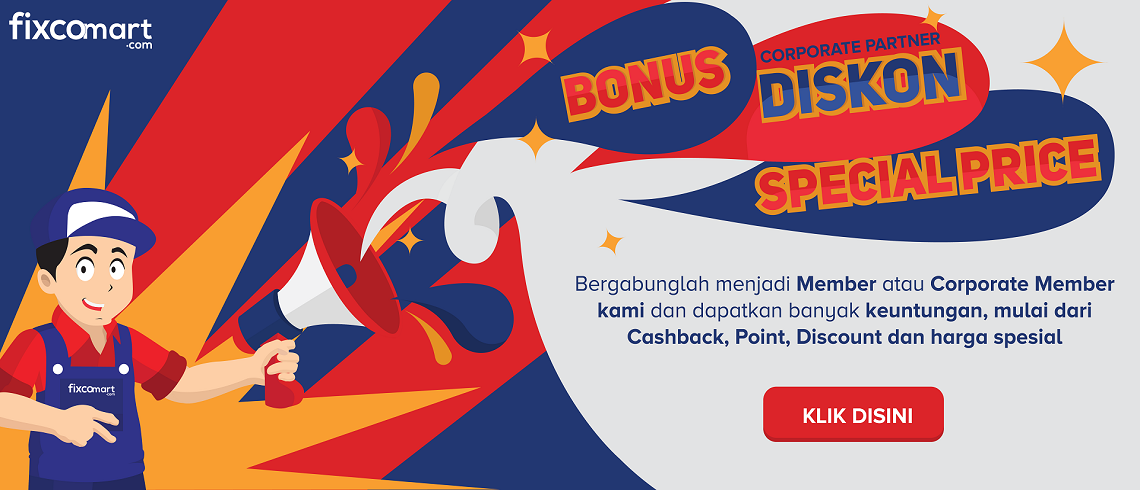 fixcomart
.com
BONUS
CORPORATE PARTNER
DISKON
SPECIAL PRICE
Bergabunglah menjadi Member atau Corporate Member
kami dan dapatkan banyak keuntungan, mulai dari
Cashback, Point, Discount dan harga spesial
KLIK DISINI
fixcomart
.com